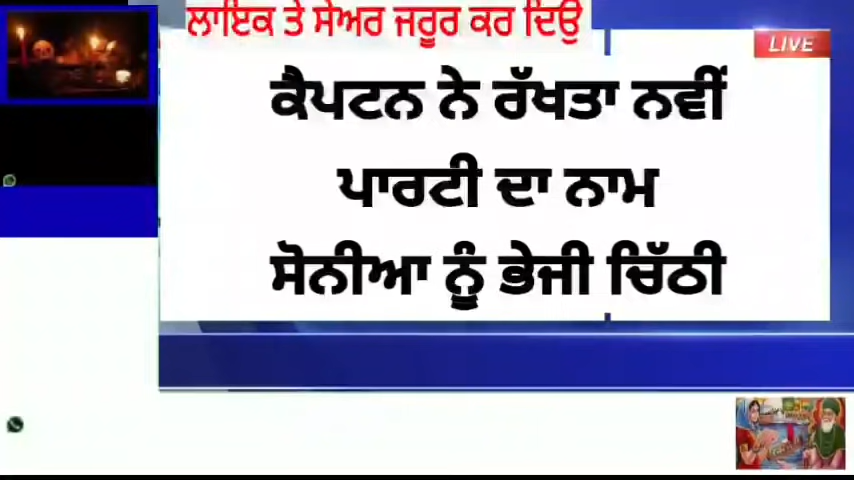 ਲਾਇਕ ਤੇ ਸੇਅਰ ਜਰੂਰ ਕਰ ਦਿਉ
LIVE
ਕੈਪਟਨ ਨੇ ਰੱਖਤਾ ਨਵੀਂ
ਪਾਰਟੀ ਦਾ ਨਾਮ
ਸੋਨੀਆ ਨੂੰ ਭੇਜੀ ਚਿੱਠੀ